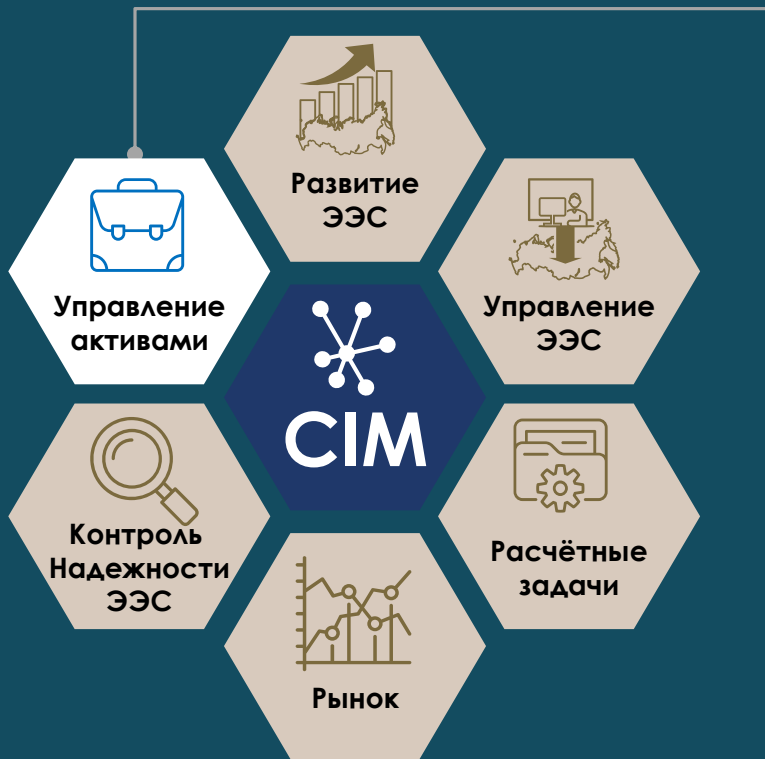 Развитие
ЭЭС
Управление
активами
Управление
ЭЭС
CIM
Контроль
Надежности
ЭЭС
Расчётные
задачи
Рынок